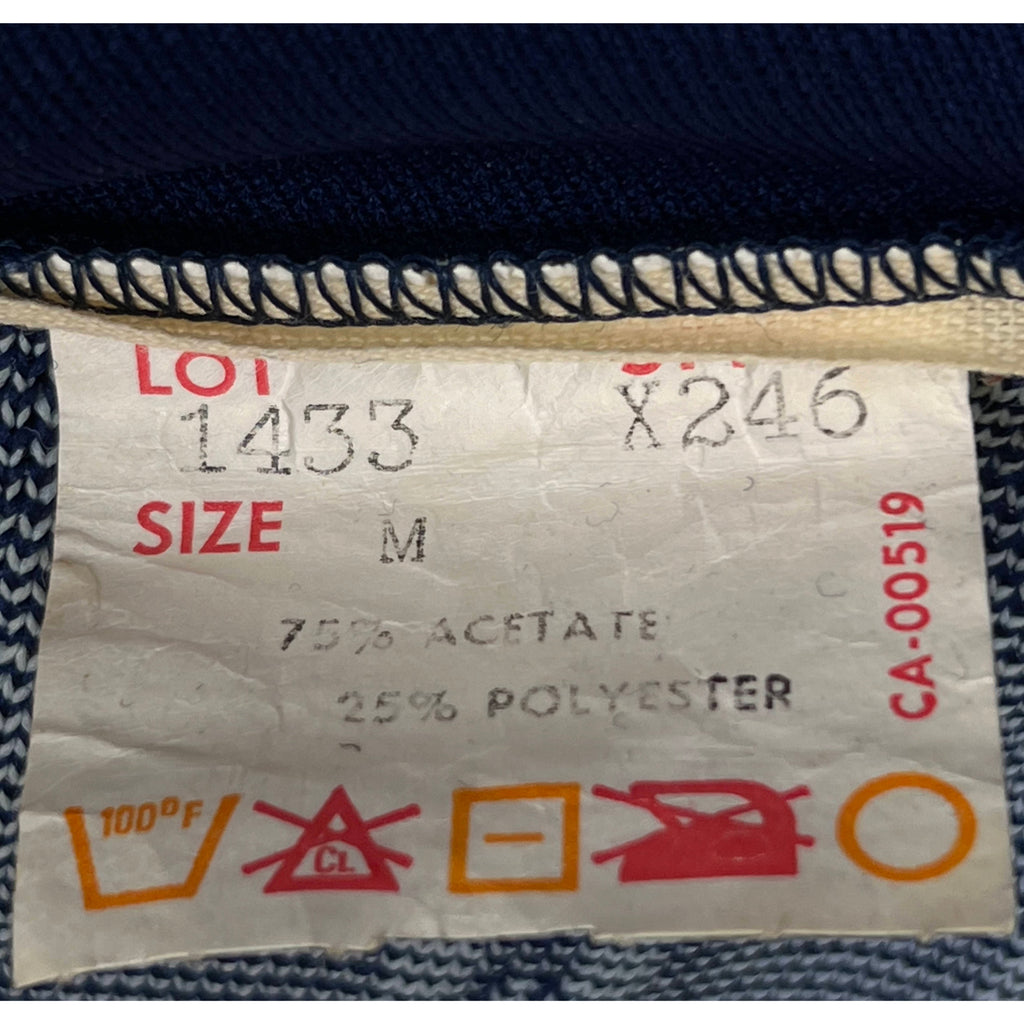 LOT
1433 X246
SIZE M
75% ACETATE
25% POLYESTER
CA-00519
100°F
CL